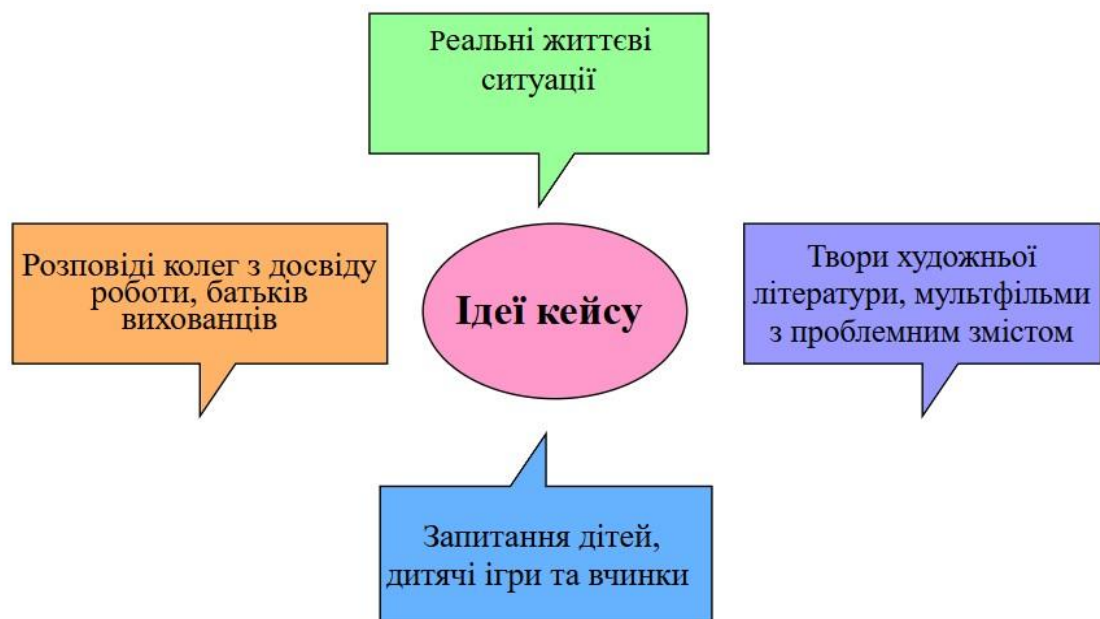 Реальні життєві
ситуації
Розповіді колег з досвіду
роботи, батьків
вихованців
Ідеї кейсу
Твори художньої
літератури, мультфільми
з проблемним змістом
Запитання дітей,
дитячі ігри та вчинки